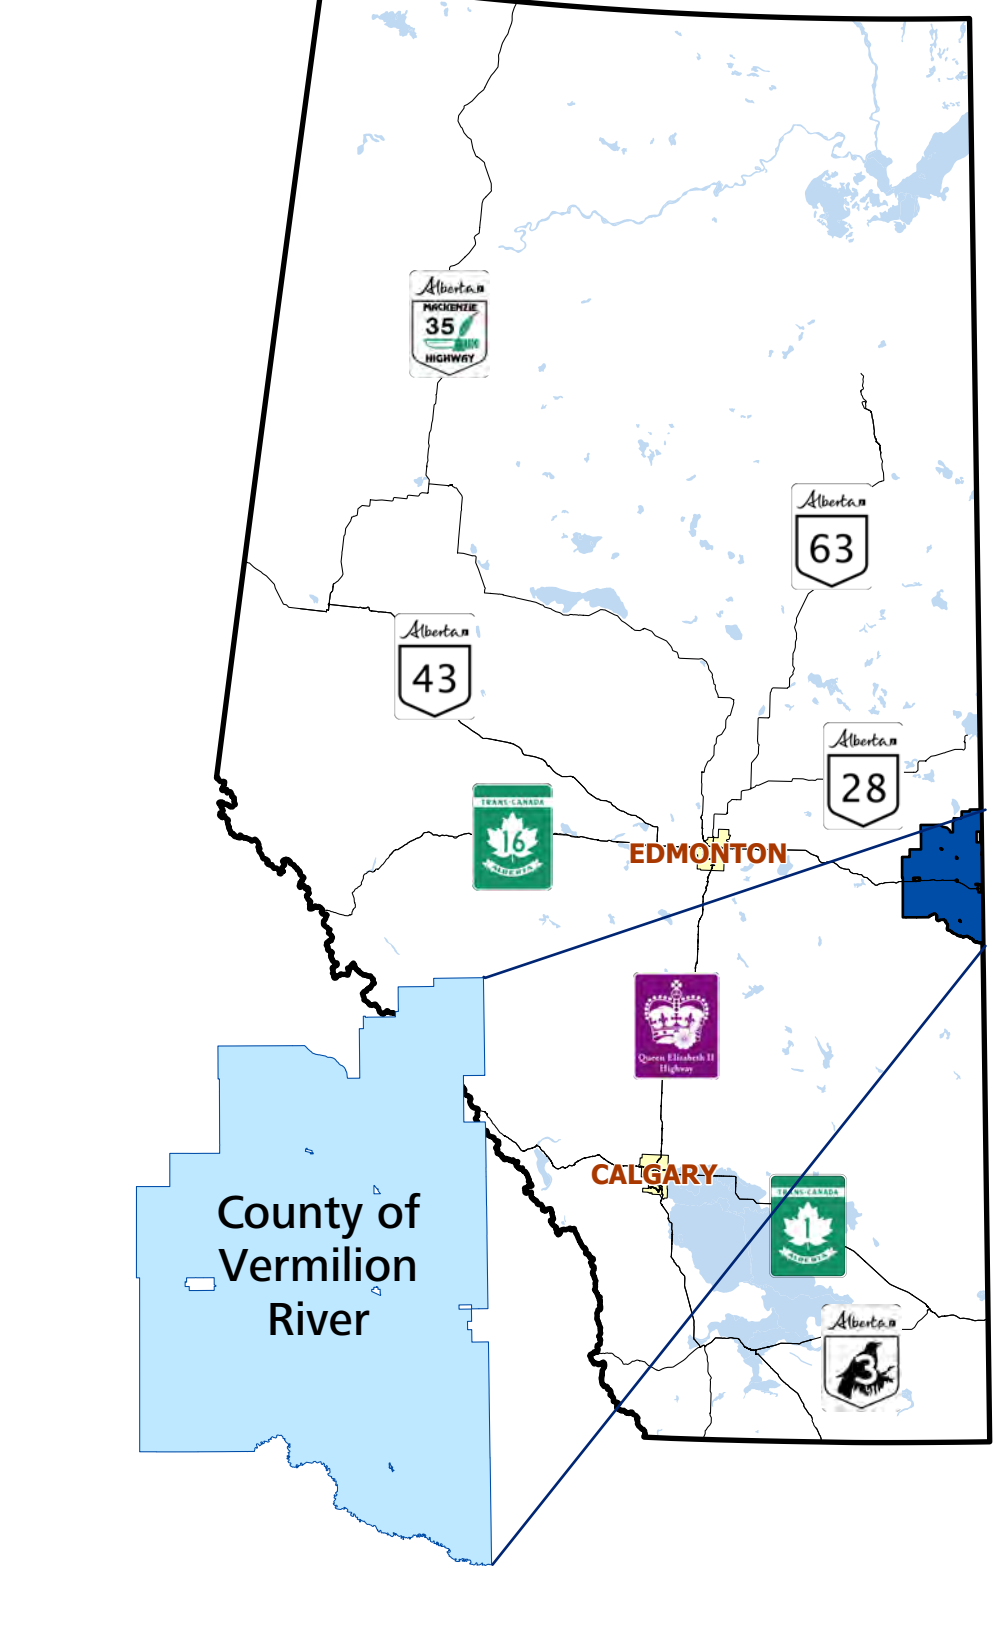 Alberta
MACKENZIE
35
HIGHWAY
Alberta
63
Alberta
43
Alberta
28
TRANS-CANADA
16
ALBERTA
EDMONTON
Queen Elizabeth II
Highway
CALGARY
TRANS-CANADA
1
ALBERTA
County of
Vermilion
River
Alberta
3